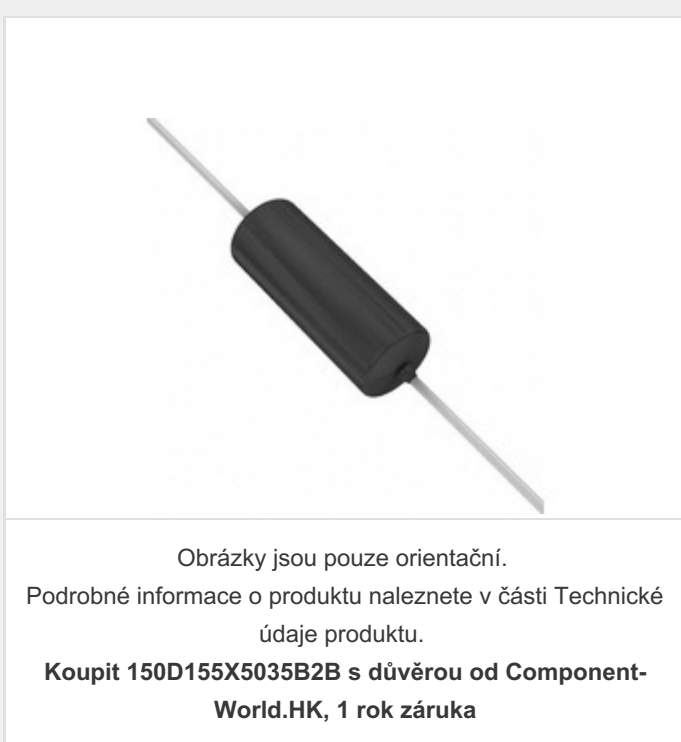 Obrázky jsou pouze orientační.
Podrobné informace o produktu naleznete v části Technické
údaje produktu.
Koupit 150D155X5035B2B s důvěrou od Component-
World.HK, 1 rok záruka